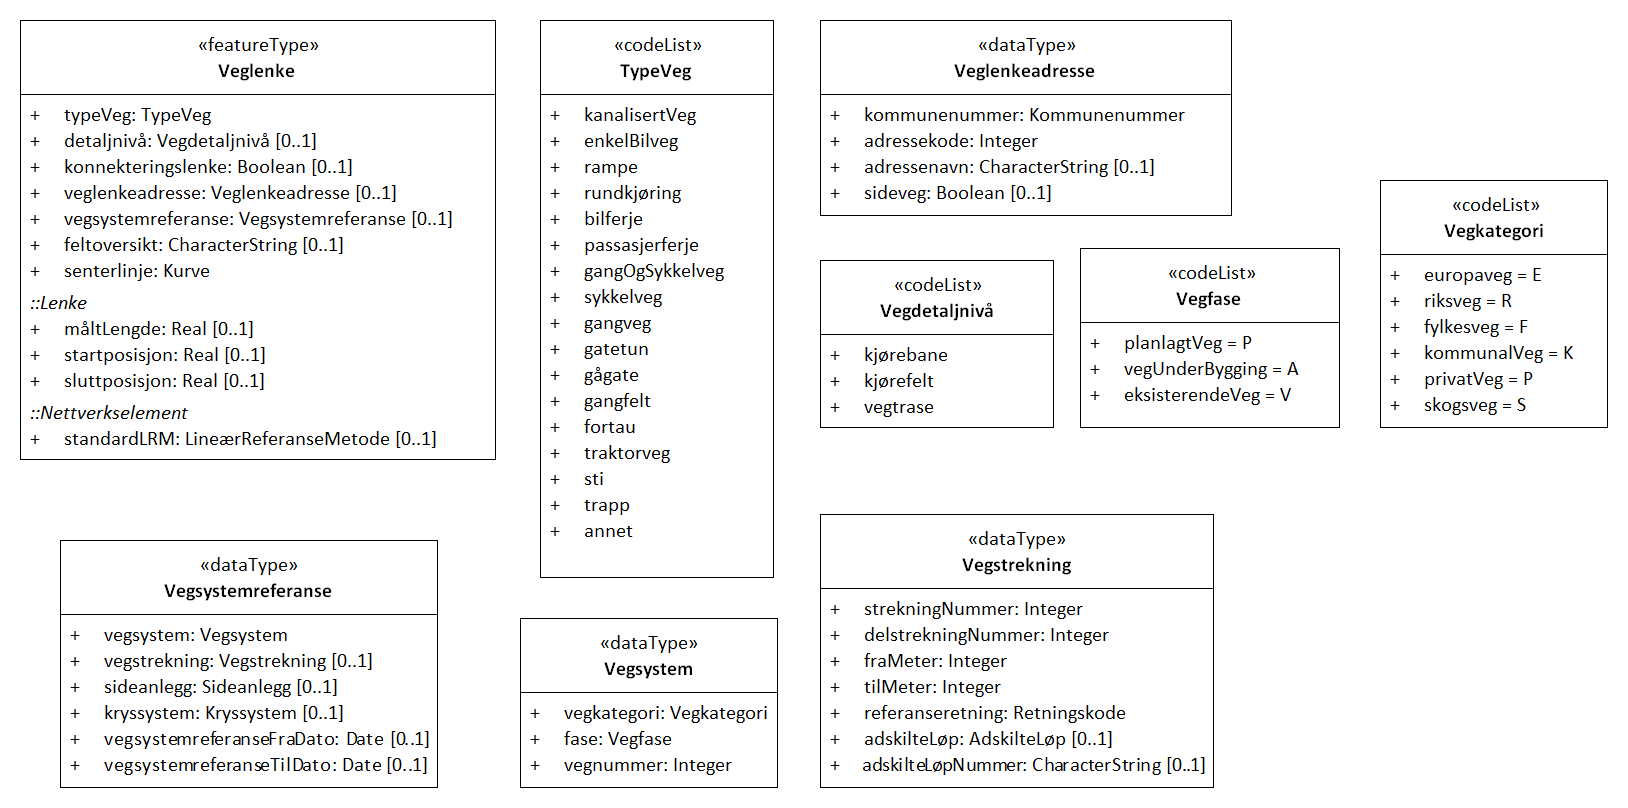 «featureType»
Veglenke
+ typeVeg: TypeVeg
+ detaljnivå: Vegdetaljnivå [0..1]
+ konnekteringslenke: Boolean [0..1]
+ veglenkeadresse: Veglenkeadresse [0..1]
+ vegsystemreferanse: Vegsystemreferanse [0..1]
+ feltoversikt: CharacterString [0..1]
+ senterlinje: Kurve
::Lenke
+ måltLengde: Real [0..1]
+ startposisjon: Real [0..1]
+ sluttposisjon: Real [0..1]
::Nettverkselement
+ standardLRM: LineærReferanseMetode [0..1]
«codeList»
TypeVeg
+ kanalisertVeg
+ enkelBilveg
+ rampe
+ rundkjøring
+ bilferje
+ passasjerferje
+ gangOgSykkelveg
+ sykkelveg
+ gangveg
+ gatetun
+ gågate
+ gangfelt
+ fortau
+ traktorveg
+ sti
+ trapp
+ annet
«dataType»
Veglenkeadresse
+ kommunenummer: Kommunenummer
+ adressekode: Integer
+ adressenavn: CharacterString [0..1]
+ sideveg: Boolean [0..1]
«codeList»
Vegdetaljnivå
+ kjørebane
+ kjørefelt
+ vegtrase
«codeList»
Vegfase
+ planlagtVeg = P
+ vegUnderBygging = A
+ eksisterendeVeg = V
«codeList»
Vegkategori
+ europaveg = E
+ riksveg = R
+ fylkesveg = F
+ kommunalVeg = K
+ privatVeg = P
+ skogsveg = S
«dataType»
Vegsystemreferanse
+ vegsystem: Vegsystem
+ vegstrekning: Vegstrekning [0..1]
+ sideanlegg: Sideanlegg [0..1]
+ kryssystem: Kryssystem [0..1]
+ vegsystemreferanseFraDato: Date [0..1]
+ vegsystemreferanseTilDato: Date [0..1]
«dataType»
Vegsystem
+ vegkategori: Vegkategori
+ fase: Vegfase
+ vegnummer: Integer
«dataType»
Vegstrekning
+ strekningNummer: Integer
+ delstrekningNummer: Integer
+ fraMeter: Integer
+ tilMeter: Integer
+ referanseretning: Retningskode
+ adskilteLøp: AdskilteLøp [0..1]
+ adskilteLøpNummer: CharacterString [0..1]